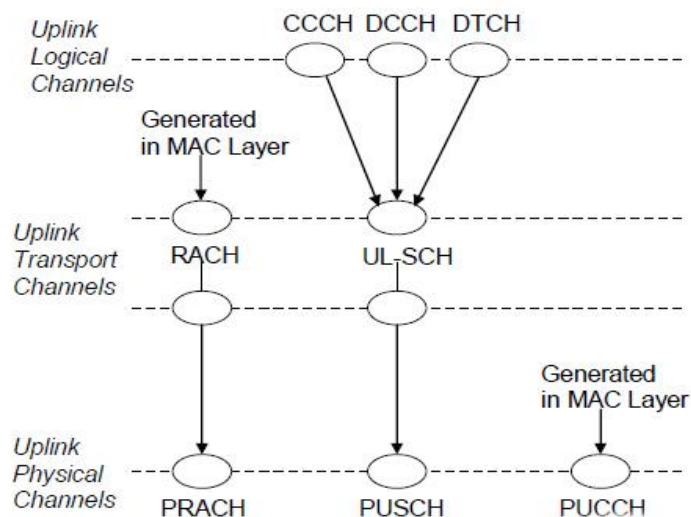 Uplink
Logical
Channels
CCCH DCCH DTCH
Generated
in MAC Layer
Uplink
Transport
Channels
RACH
UL-SCH
Generated
in MAC Layer
Uplink
Physical
Channels
PRACH
PUSCH
PUCCH